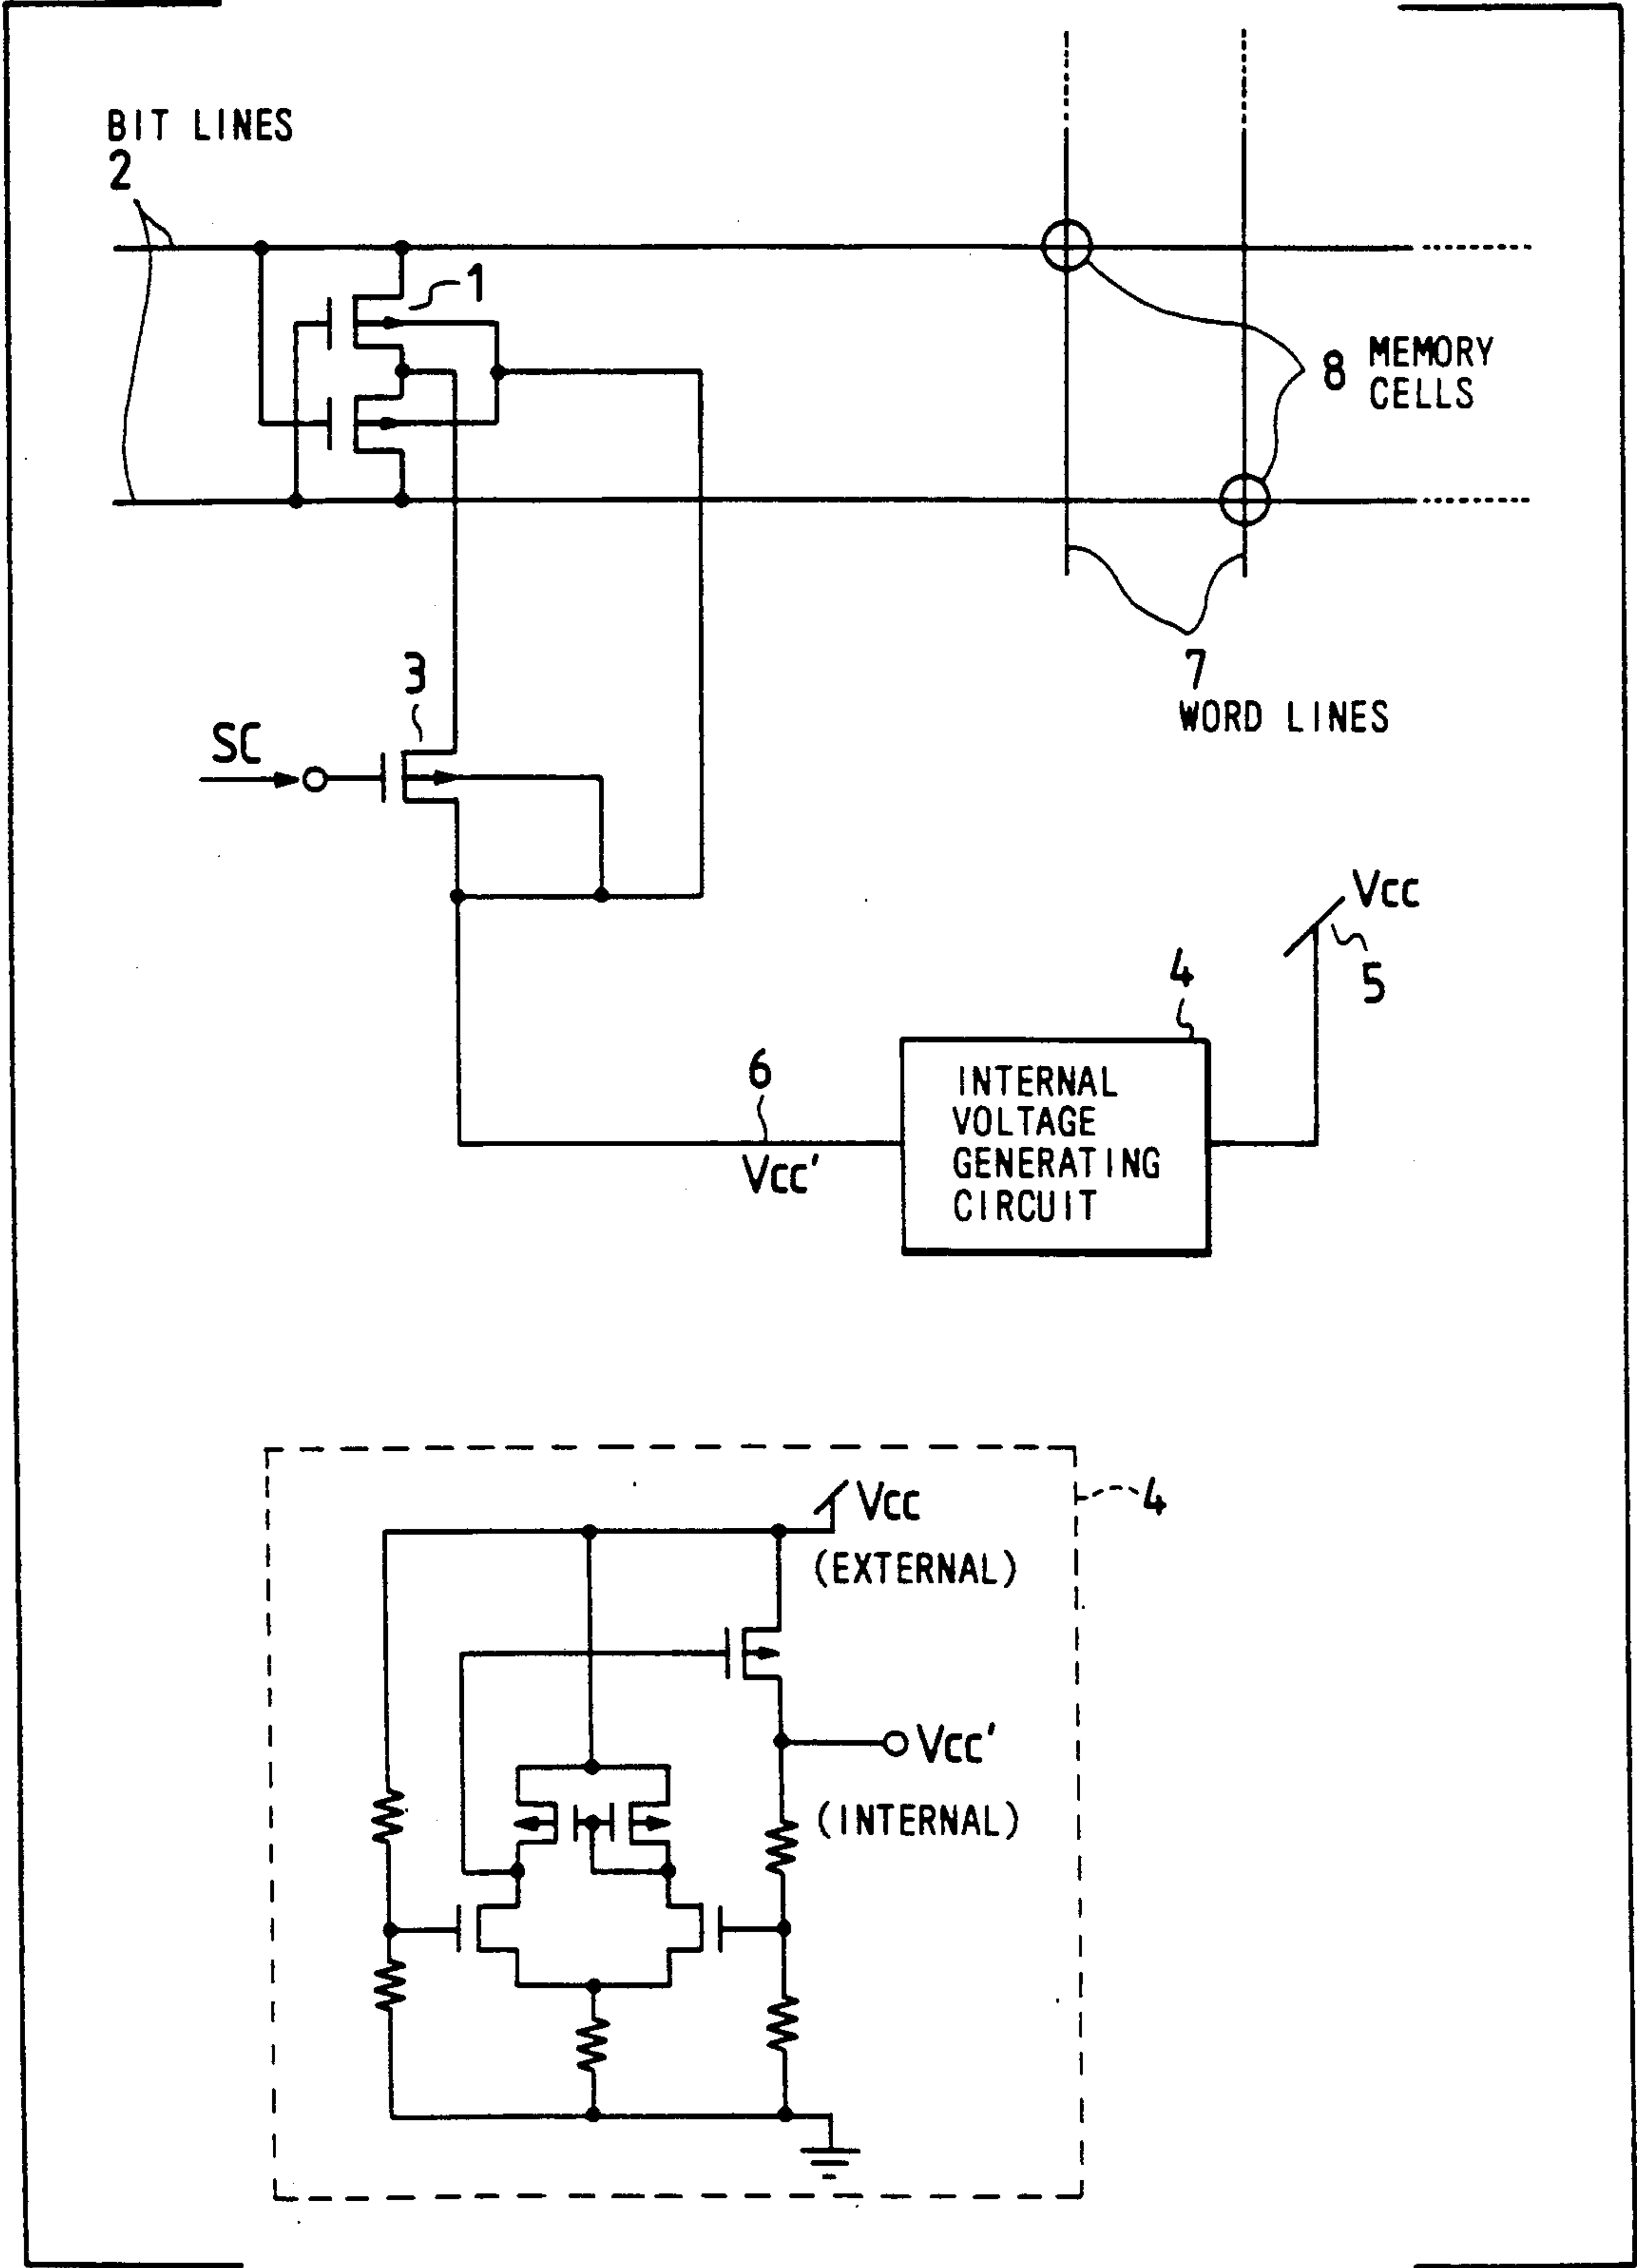 BIT LINES
2
1
8 MEMORY
CELLS
3
7
WORD LINES
SC
Vcc
5
4
6
Vcc'
INTERNAL
VOLTAGE
GENERATING
CIRCUIT
Vcc
4
(EXTERNAL)
Vcc'
(INTERNAL)